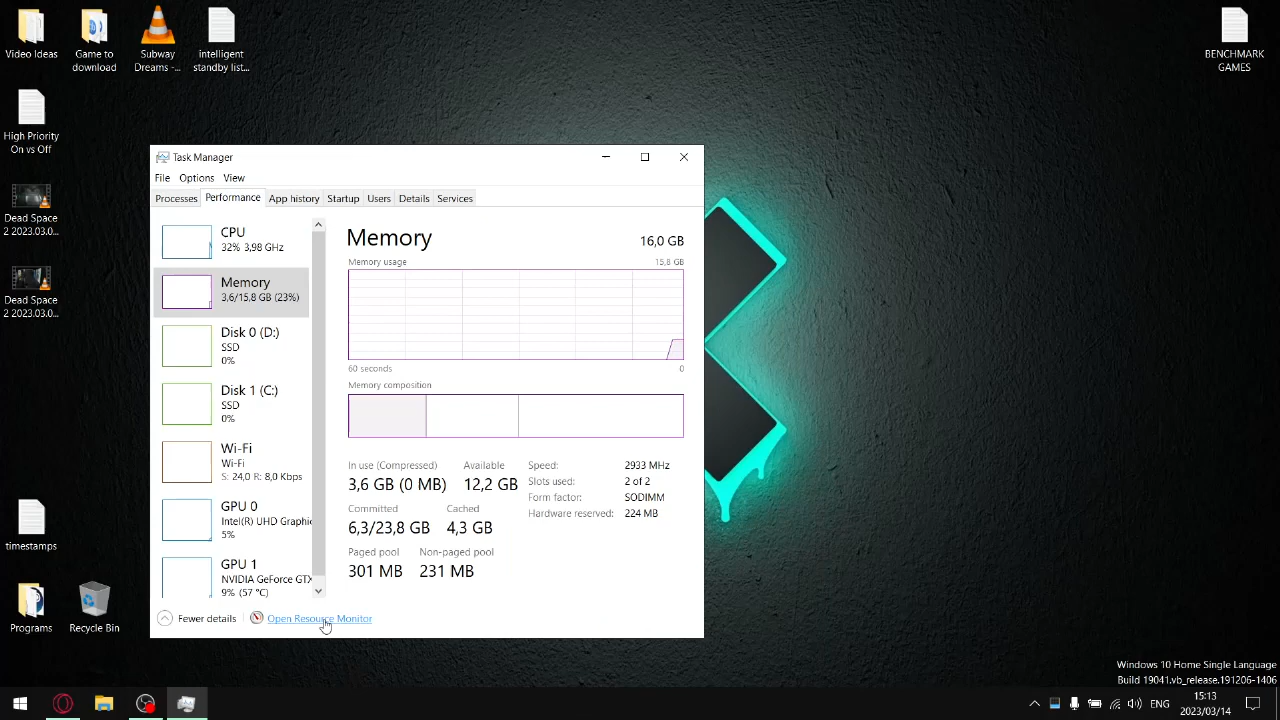 Video Ideas
Game to
download
Subway
Dreams -...
intelligent
standby list...
BENCHMARK
GAMES
High Priority
On vs Off
Dead Space
2 2023.03.0...
Dead Space
2 2023.03.0...
timestamps
Programs
Recycle Bin
Task Manager
File Options View
Processes Performance App history Startup Users Details Services
CPU
32% 3,98 GHz
Memory
3,6/15,8 GB (23%)
Disk 0 (D:)
SSD
0%
Disk 1 (C:)
SSD
0%
Wi-Fi
Wi-Fi
S: 24,0 R: 8,0 Kbps
GPU 0
Intel(R) UHD Graphic
5%
GPU 1
NVIDIA GeForce GTX
9% (57 °C)
Memory 16,0 GB
Memory usage 15,8 GB
60 seconds 0
Memory composition
In use (Compressed) Available
3,6 GB (0 MB) 12,2 GB
Committed Cached
6,3/23,8 GB 4,3 GB
Paged pool Non-paged pool
301 MB 231 MB
Speed: 2933 MHz
Slots used: 2 of 2
Form factor: SODIMM
Hardware reserved: 224 MB
Fewer details Open Resource Monitor
Windows 10 Home Single Language
Build 19041.vb_release.191206-1406
ENG
15:13
2023/03/14